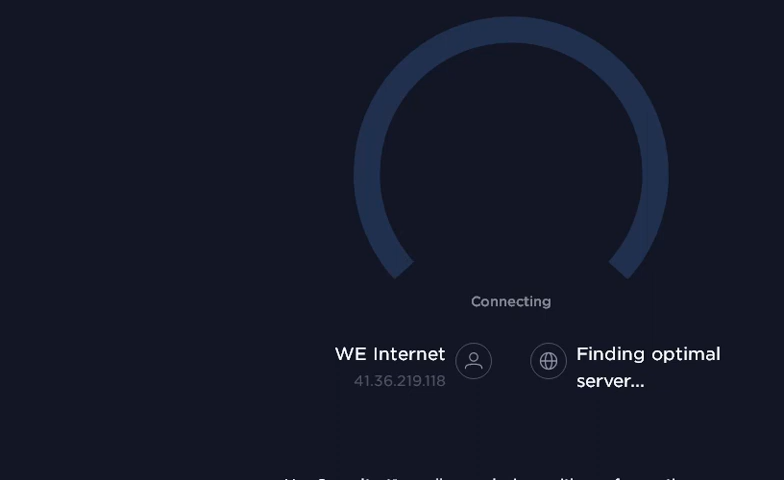 Connecting
WE Internet
41.36.219.118
Finding optimal
server...